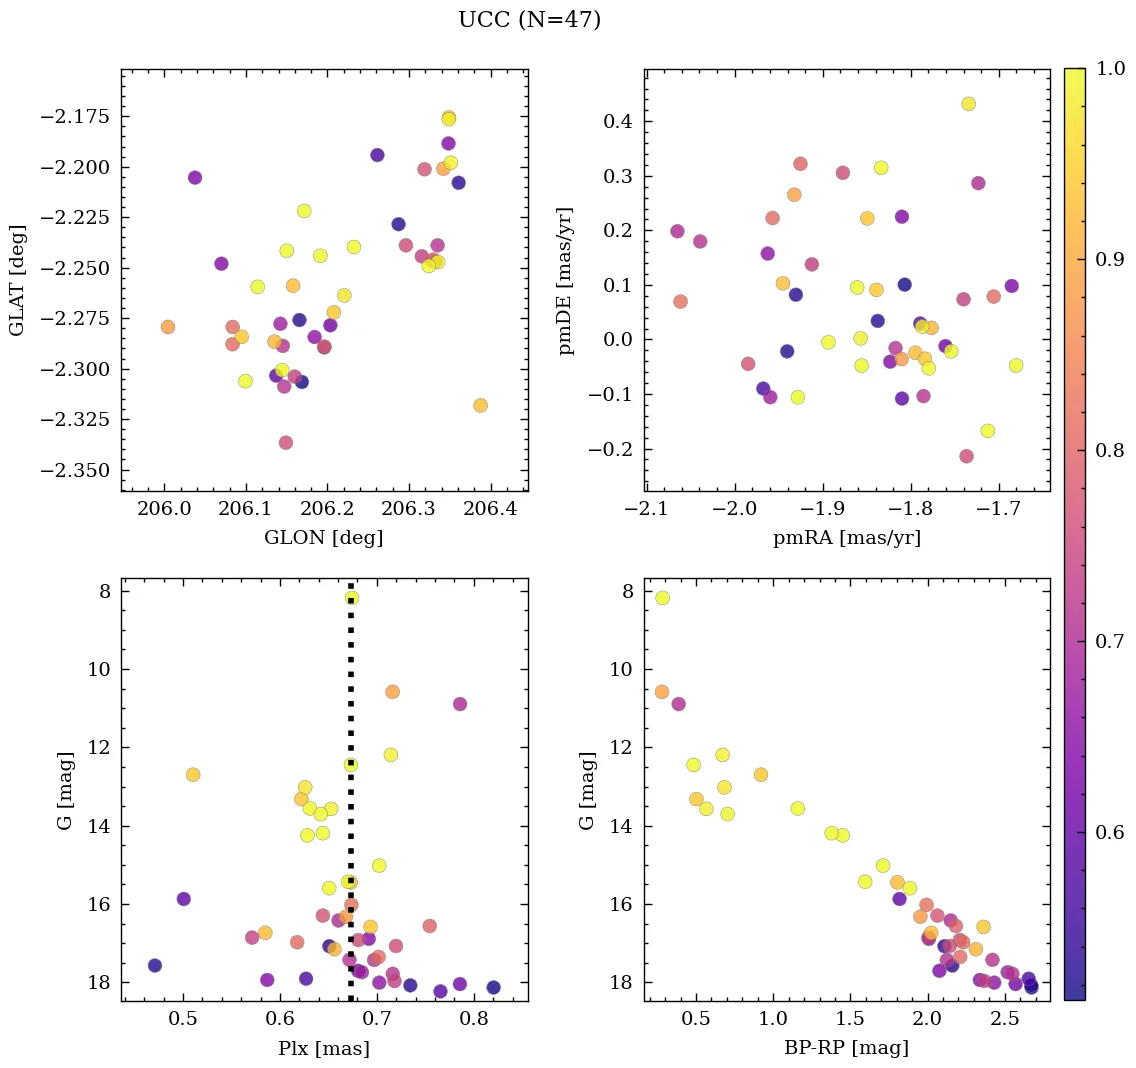 UCC (N=47)
−2.175
−2.200
−2.225
−2.250
−2.275
−2.300
−2.325
−2.350
GLAT [deg]
206.0 206.1 206.2 206.3 206.4
GLON [deg]
0.4
0.3
0.2
0.1
0.0
−0.1
−0.2
pmDE [mas/yr]
−2.1 −2.0 −1.9 −1.8 −1.7
pmRA [mas/yr]
1.0
0.9
0.8
0.7
0.6
8
10
12
14
16
18
G [mag]
0.5 0.6 0.7 0.8
Plx [mas]
8
10
12
14
16
18
G [mag]
0.5 1.0 1.5 2.0 2.5
BP-RP [mag]